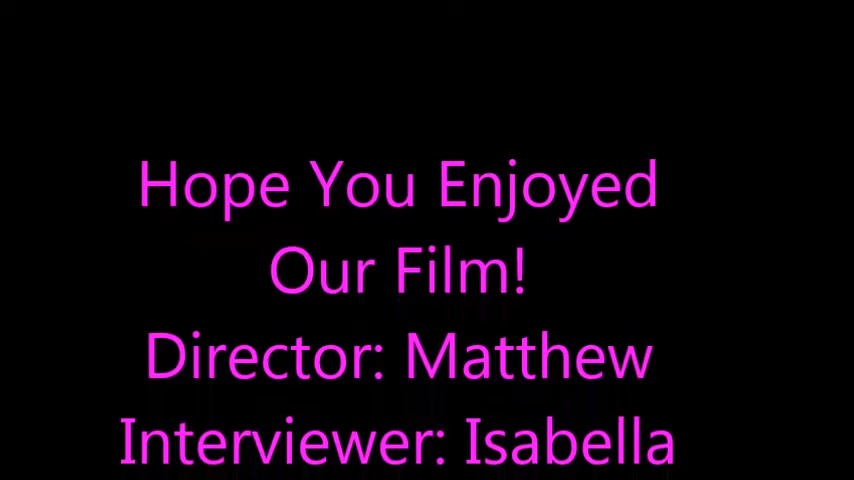 Hope You Enjoyed
Our Film!
Director: Matthew
Interviewer: Isabella